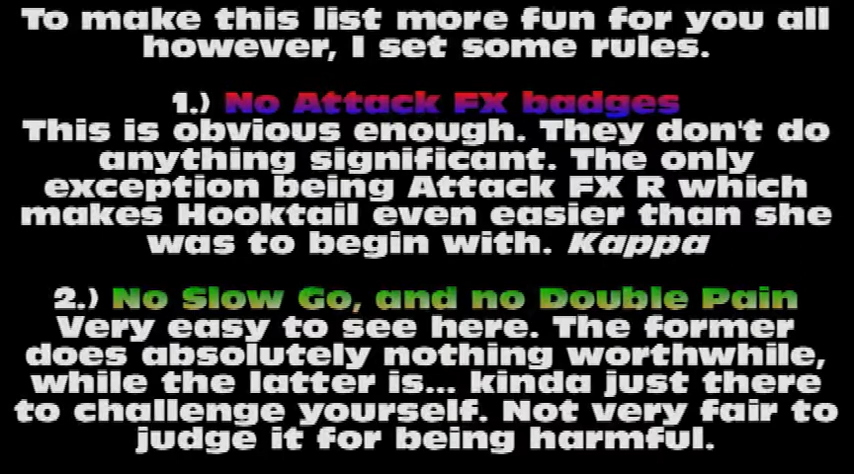 To make this list more fun for you all
however, I set some rules.
1.) No Attack FX badges
This is obvious enough. They don't do
anything significant. The only
exception being Attack FX R which
makes Hooktail even easier than she
was to begin with. Kappa
2.) No Slow Go, and no Double Pain
Very easy to see here. The former
does absolutely nothing worthwhile,
while the latter is... kinda just there
to challenge yourself. Not very fair to
judge it for being harmful.